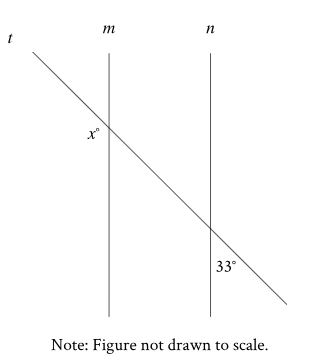 m n
t
x°
33°
Note: Figure not drawn to scale.